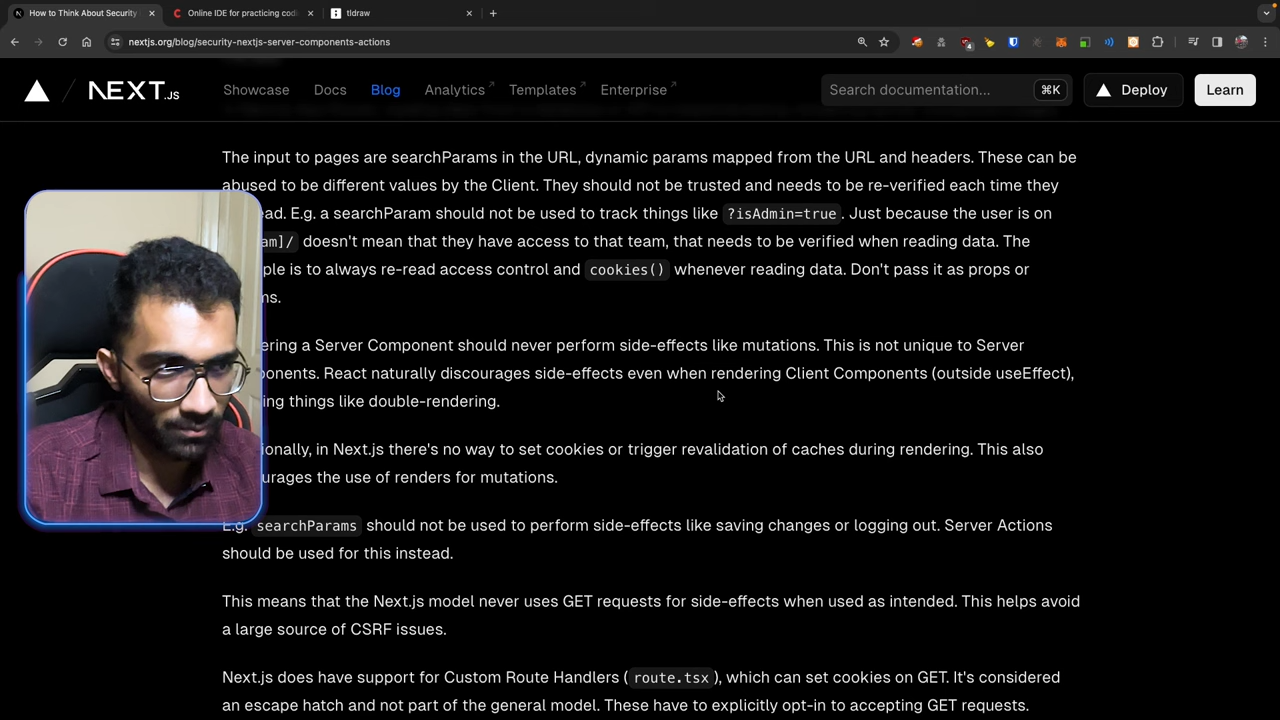 How to Think About Security
Online IDE for practicing codi
tldraw
nextjs.org/blog/security-nextjs-server-components-actions
NEXT.JS
Showcase
Docs
Blog
Analytics
Templates
Enterprise
Search documentation...
⌘K
Deploy
Learn
The input to pages are searchParams in the URL, dynamic params mapped from the URL and headers. These can be
abused to be different values by the Client. They should not be trusted and needs to be re-verified each time they
ead. E.g. a searchParam should not be used to track things like ?isAdmin=true. Just because the user is on
am]/ doesn't mean that they have access to that team, that needs to be verified when reading data. The
ple is to always re-read access control and cookies() whenever reading data. Don't pass it as props or
ms.
ering a Server Component should never perform side-effects like mutations. This is not unique to Server
ponents. React naturally discourages side-effects even when rendering Client Components (outside useEffect),
ing things like double-rendering.
ionally, in Next.js there's no way to set cookies or trigger revalidation of caches during rendering. This also
urages the use of renders for mutations.
E.g. searchParams should not be used to perform side-effects like saving changes or logging out. Server Actions
should be used for this instead.
This means that the Next.js model never uses GET requests for side-effects when used as intended. This helps avoid
a large source of CSRF issues.
Next.js does have support for Custom Route Handlers (route.tsx), which can set cookies on GET. It's considered
an escape hatch and not part of the general model. These have to explicitly opt-in to accepting GET requests.